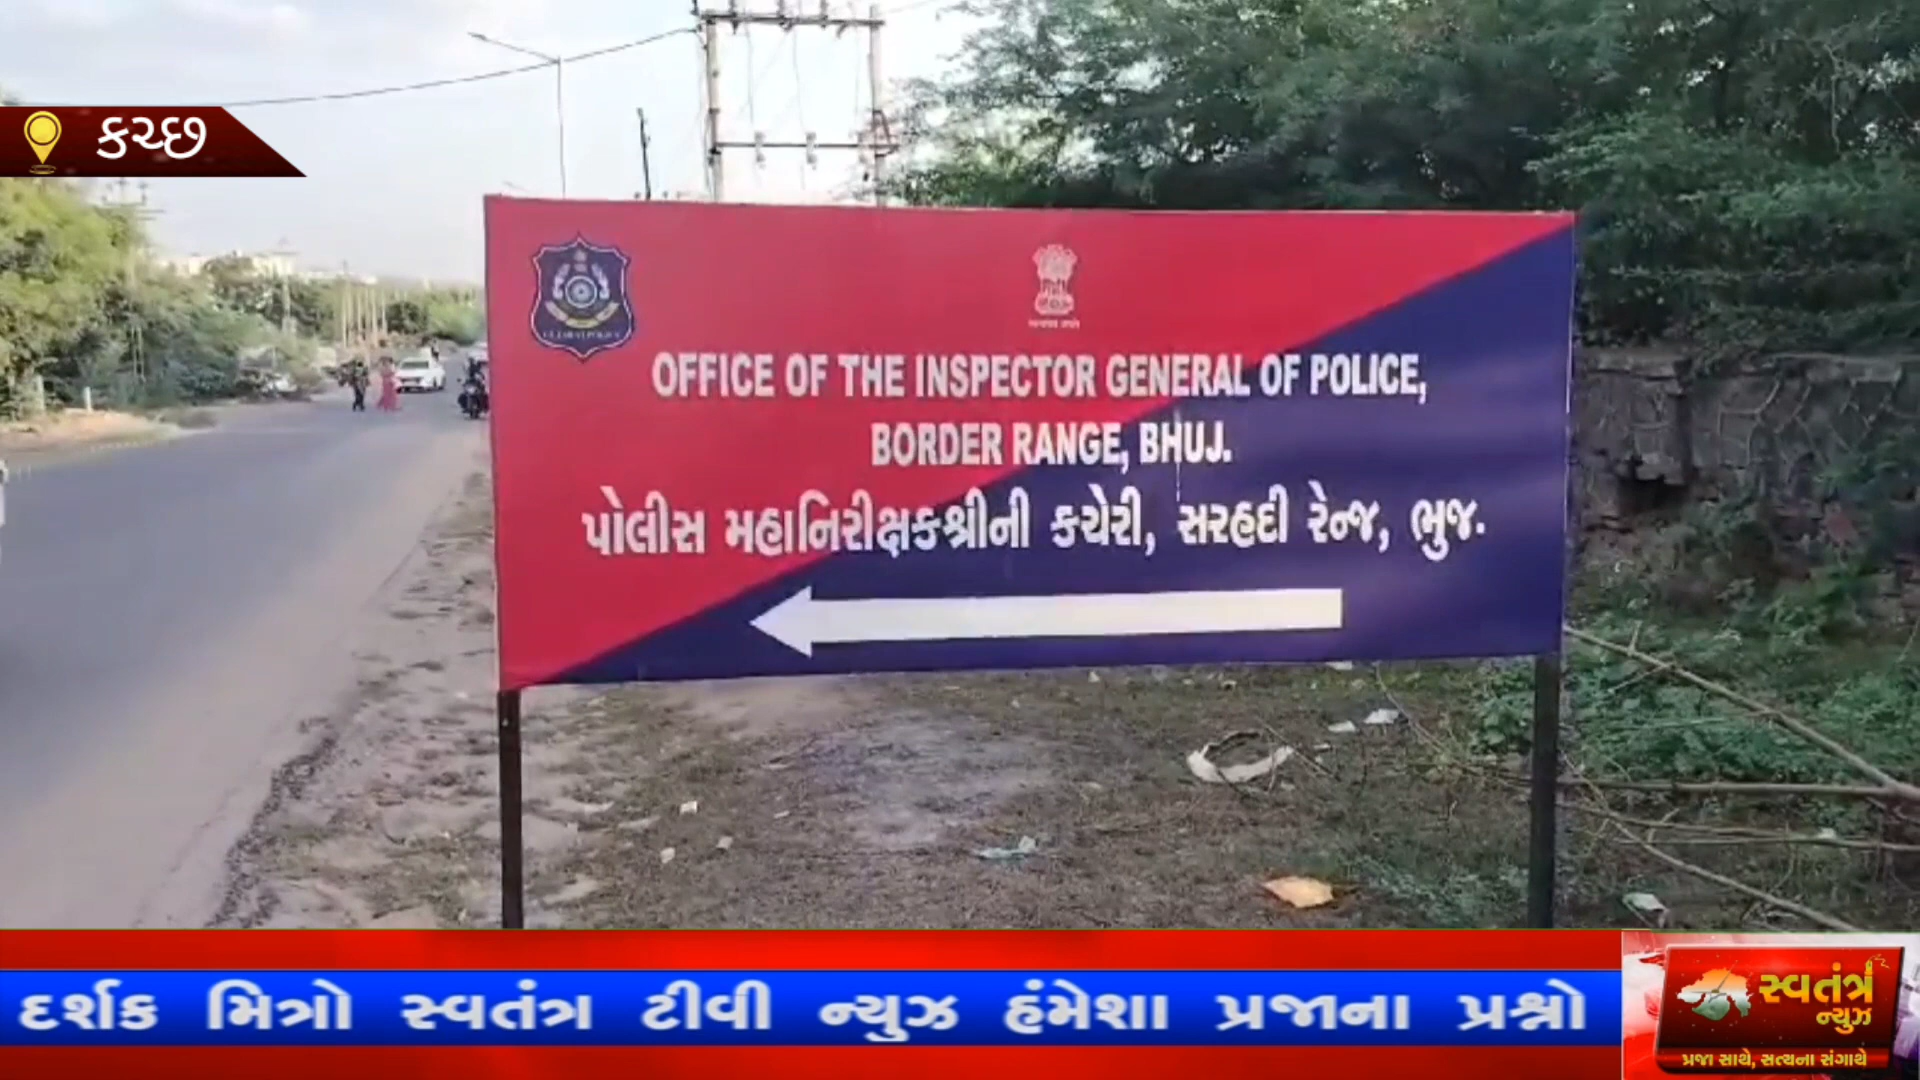 કચ્છ
OFFICE OF THE INSPECTOR GENERAL OF POLICE,
BORDER RANGE, BHUJ.
પોલીસ મહાનિરીક્ષકશ્રીની કચેરી, સરહદી રેન્જ, ભુજ.
દર્શક મિત્રો સ્વતંત્ર ટીવી ન્યુઝ હંમેશા પ્રજાના પ્રશ્નો
સ્વતંત્ર
ન્યુઝ
પ્રજા સાથે, સત્યના સંગાથે